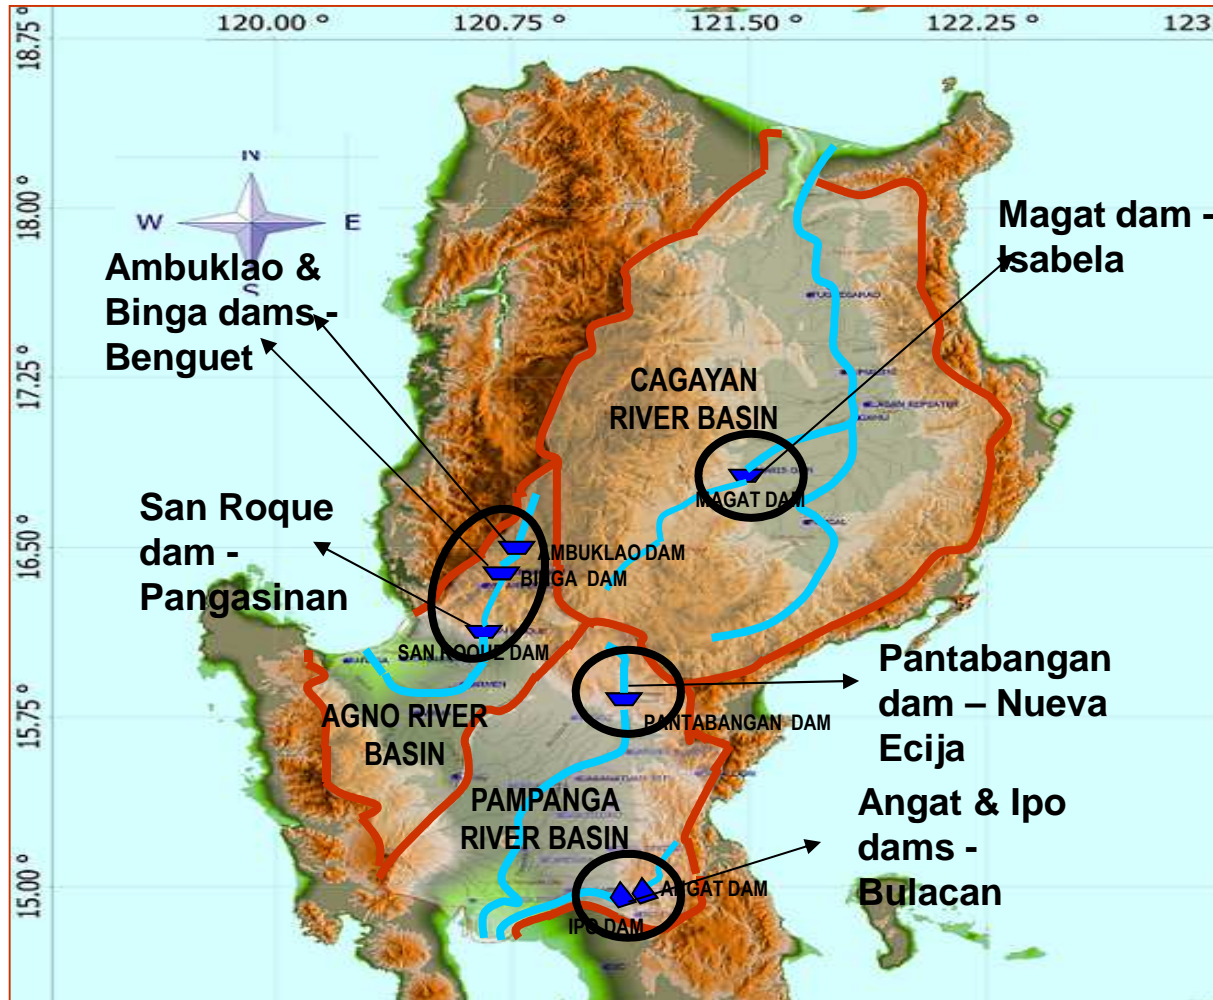 120.00 °
120.75 °
121.50 °
122.25 °
123
18.75 °
18.00 °
17.25 °
16.50 °
15.75 °
15.00 °
N
W
E
S
Ambuklao &
Binga dams -
Benguet
Magat dam -
Isabela
CAGAYAN
RIVER BASIN
MAGAT DAM
San Roque
dam -
Pangasinan
AMBUKLAO DAM
BINGA DAM
SAN ROQUE DAM
Pantabangan
dam – Nueva
Ecija
PANTABANGAN DAM
AGNO RIVER
BASIN
PAMPANGA
RIVER BASIN
Angat & Ipo
dams -
Bulacan
ANGAT DAM
IPO DAM